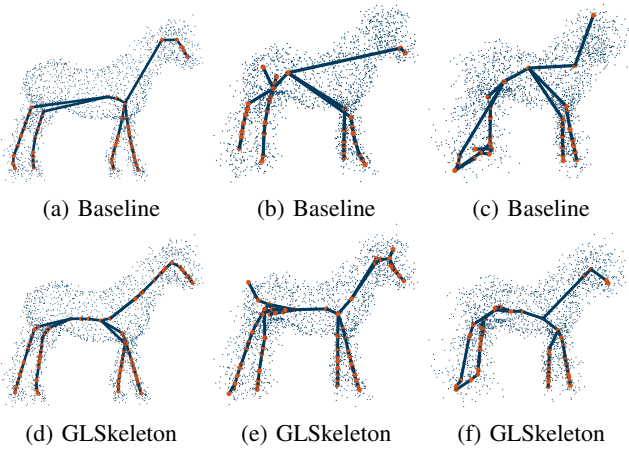 (a) Baseline
(b) Baseline
(c) Baseline
(d) GLSkeleton
(e) GLSkeleton
(f) GLSkeleton